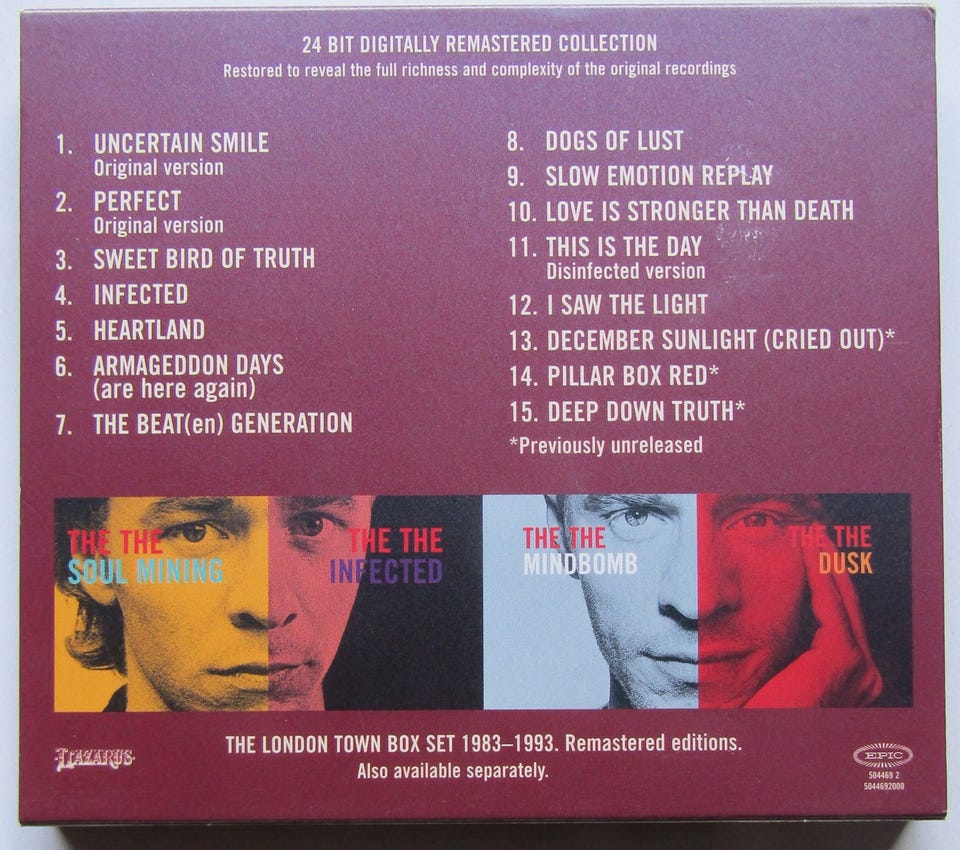 24 BIT DIGITALLY REMASTERED COLLECTION
Restored to reveal the full richness and complexity of the original recordings
1. UNCERTAIN SMILE
Original version
2. PERFECT
Original version
3. SWEET BIRD OF TRUTH
4. INFECTED
5. HEARTLAND
6. ARMAGEDDON DAYS
(are here again)
7. THE BEAT(en) GENERATION
8. DOGS OF LUST
9. SLOW EMOTION REPLAY
10. LOVE IS STRONGER THAN DEATH
11. THIS IS THE DAY
Disinfected version
12. I SAW THE LIGHT
13. DECEMBER SUNLIGHT (CRIED OUT)*
14. PILLAR BOX RED*
15. DEEP DOWN TRUTH*
*Previously unreleased
THE THE
SOUL MINING
THE THE
INFECTED
THE THE
MINDBOMB
THE THE
DUSK
THE LONDON TOWN BOX SET 1983–1993. Remastered editions.
Also available separately.
LAZARUS
EPIC
504469 2
5044692000